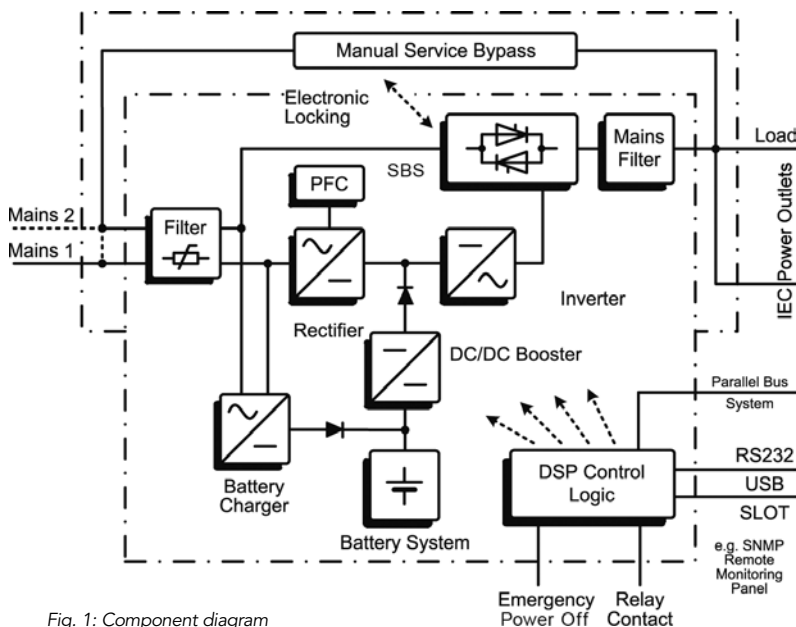 Manual Service Bypass
Electronic
Locking
SBS
Mains
Filter
Load
PFC
Mains 2
Filter
Mains 1
IEC Power Outlets
Inverter
Rectifier
DC/DC Booster
Parallel Bus
System
DSP Control
Logic
RS232
USB
SLOT
Battery
Charger
Battery System
e.g. SNMP
Remote
Monitoring
Panel
Emergency
Power Off
Relay
Contact
Fig. 1: Component diagram